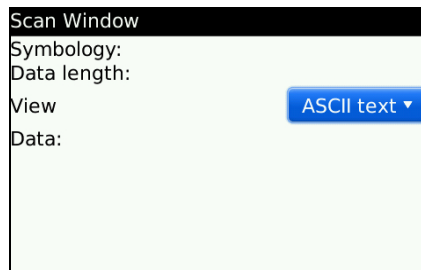 Scan Window
Symbology:
Data length:
View ASCII text
Data: